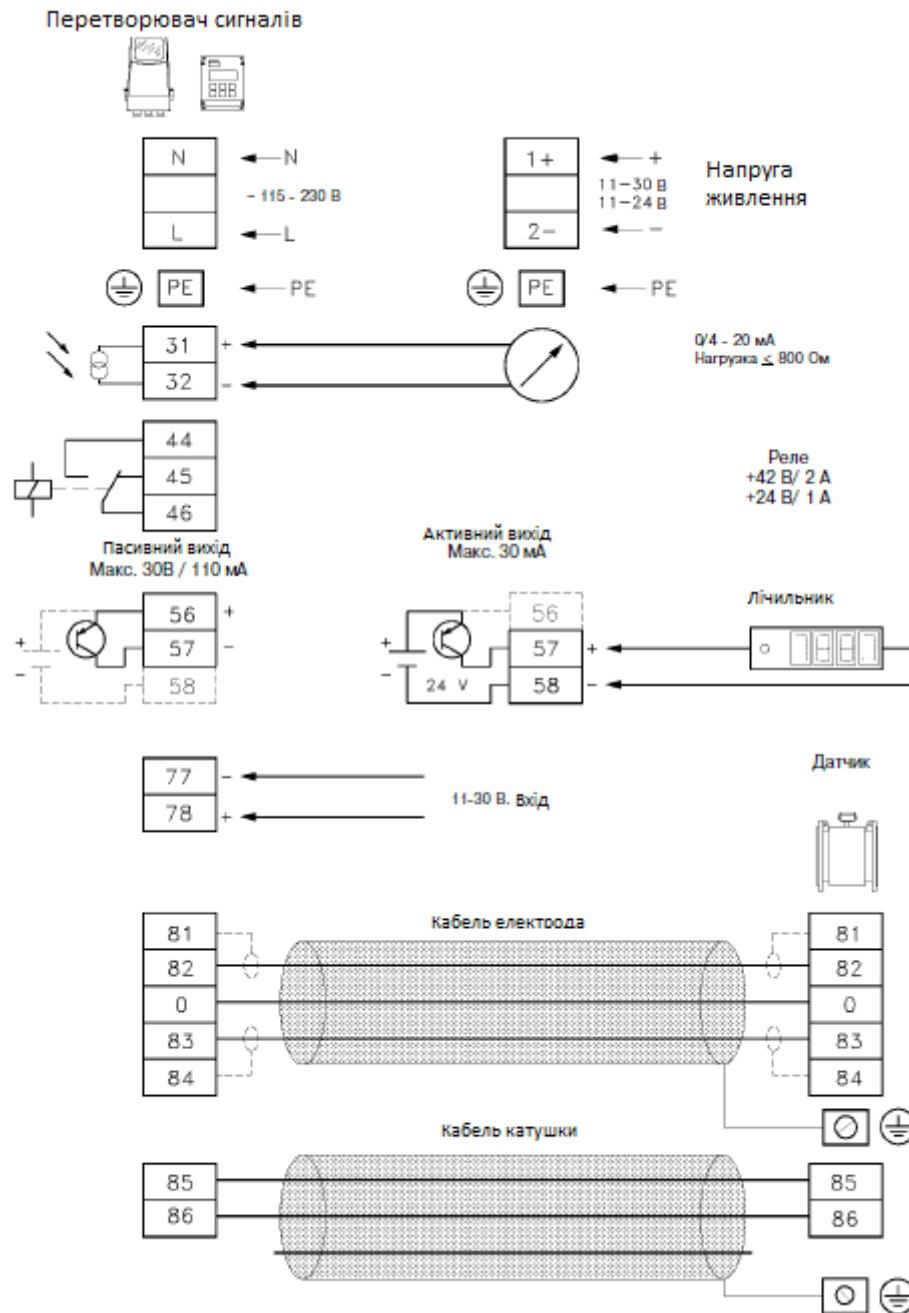 Перетворювач сигналів
N
N
~ 115 - 230 В
L
L
1+
+
11-30 В
11-24 В
2-
-
Напруга
живлення
PE
PE
PE
PE
31
+
32
-
0/4 - 20 мА
Нагрузка ≤ 800 Ом
44
45
46
Реле
+42 В/ 2 А
+24 В/ 1 А
Пасивний вихід
Макс. 30В / 110 мА
Активний вихід
Макс. 30 мА
56
+
57
-
58
+
-
56
57
+
58
-
+
-
24 V
Лічильник
77
-
78
+
11-30 В. Вхід
Датчик
Кабель електрода
81
82
0
83
84
81
82
0
83
84
Кабель катушки
85
86
85
86